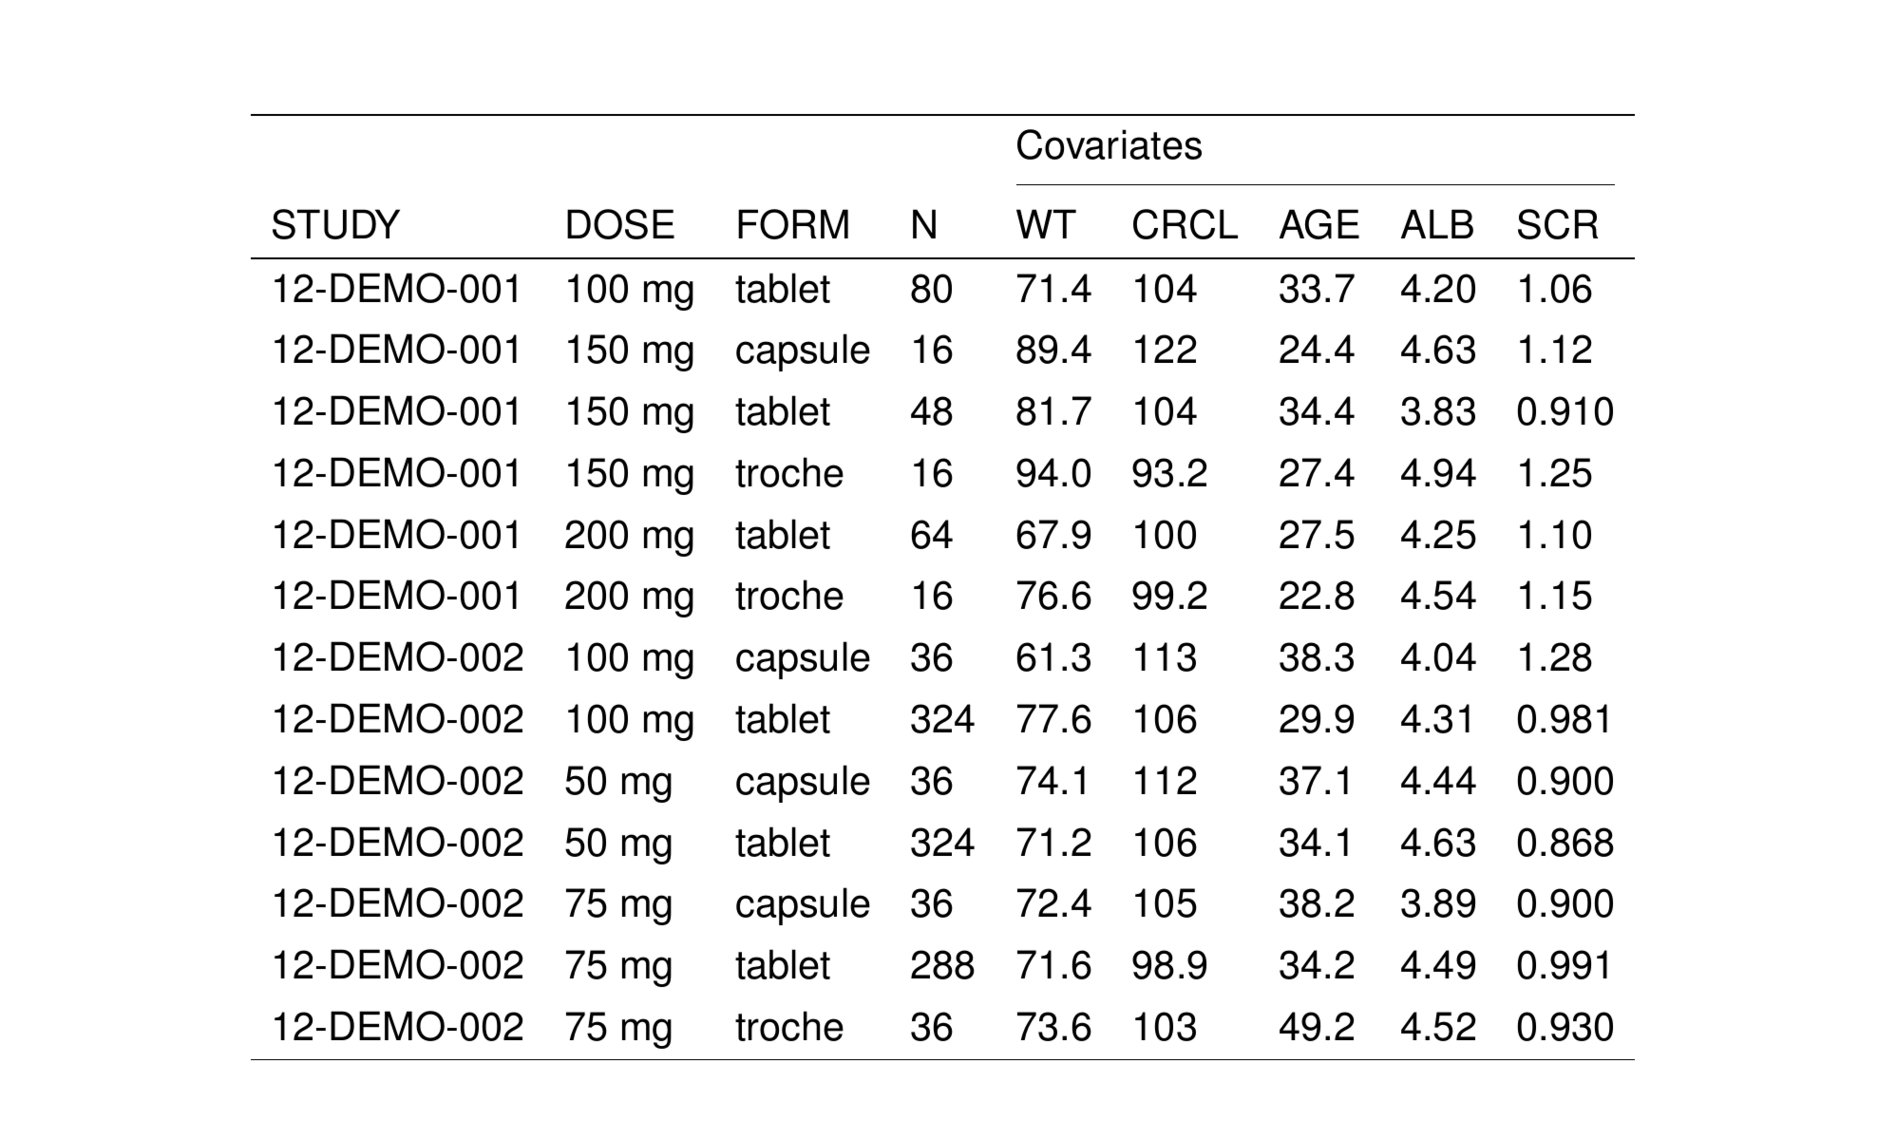 Covariates
STUDY DOSE FORM N WT CRCL AGE ALB SCR
12-DEMO-001 100 mg tablet 80 71.4 104 33.7 4.20 1.06
12-DEMO-001 150 mg capsule 16 89.4 122 24.4 4.63 1.12
12-DEMO-001 150 mg tablet 48 81.7 104 34.4 3.83 0.910
12-DEMO-001 150 mg troche 16 94.0 93.2 27.4 4.94 1.25
12-DEMO-001 200 mg tablet 64 67.9 100 27.5 4.25 1.10
12-DEMO-001 200 mg troche 16 76.6 99.2 22.8 4.54 1.15
12-DEMO-002 100 mg capsule 36 61.3 113 38.3 4.04 1.28
12-DEMO-002 100 mg tablet 324 77.6 106 29.9 4.31 0.981
12-DEMO-002 50 mg capsule 36 74.1 112 37.1 4.44 0.900
12-DEMO-002 50 mg tablet 324 71.2 106 34.1 4.63 0.868
12-DEMO-002 75 mg capsule 36 72.4 105 38.2 3.89 0.900
12-DEMO-002 75 mg tablet 288 71.6 98.9 34.2 4.49 0.991
12-DEMO-002 75 mg troche 36 73.6 103 49.2 4.52 0.930